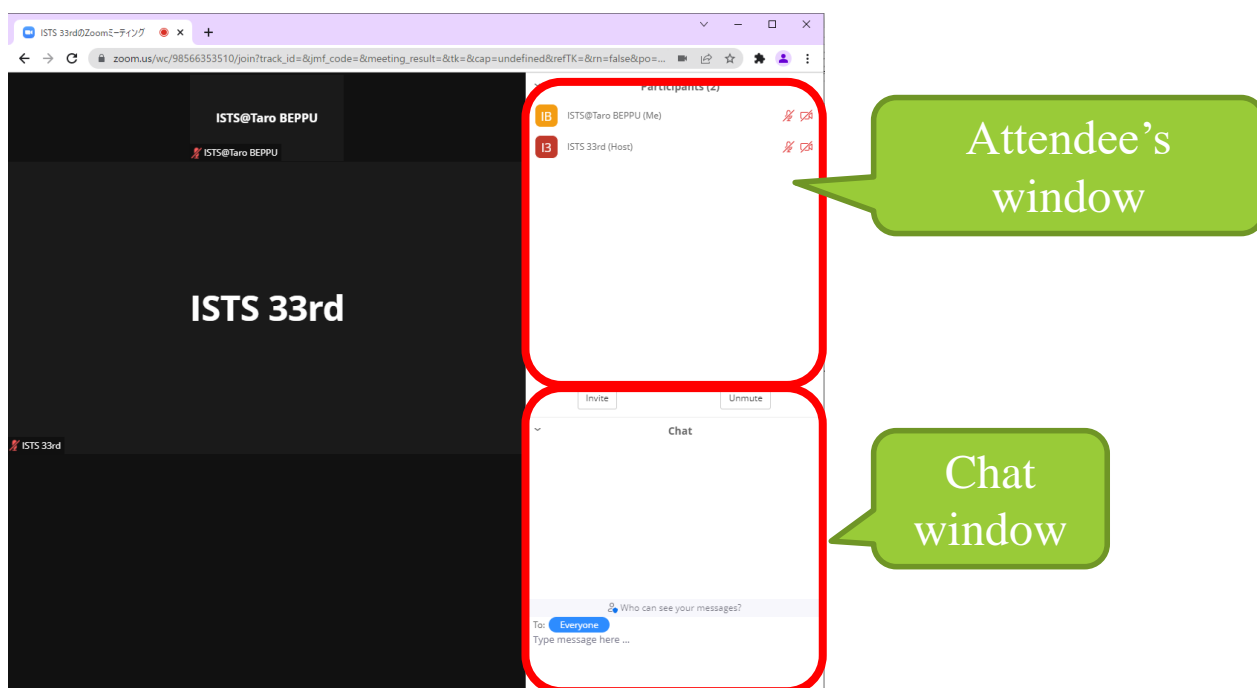 ISTS 33rdのZoomミーティング
zoom.us/wc/98566353510/join?track_id=&jmf_code=&meeting_result=&tk=&cap=undefined&refTK=&rn=false&po=...
ISTS@Taro BEPPU
ISTS@Taro BEPPU
ISTS 33rd
ISTS 33rd
Participants (2)
IB ISTS@Taro BEPPU (Me)
I3 ISTS 33rd (Host)
Invite Unmute
Chat
Who can see your messages?
To: Everyone
Type message here ...
Attendee’s
window
Chat
window